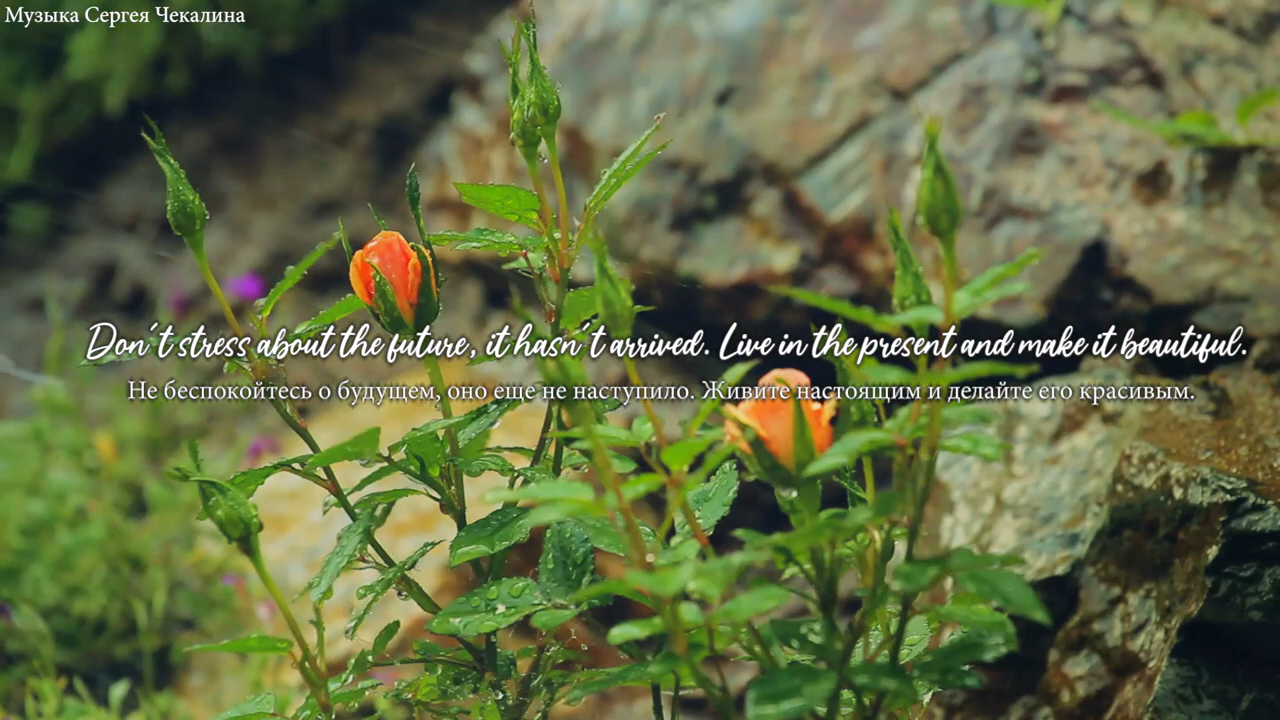 Музыка Сергея Чекалина
Don´t stress about the future, it hasn´t arrived. Live in the present and make it beautiful.
Не беспокойтесь о будущем, оно еще не наступило. Живите настоящим и делайте его красивым.